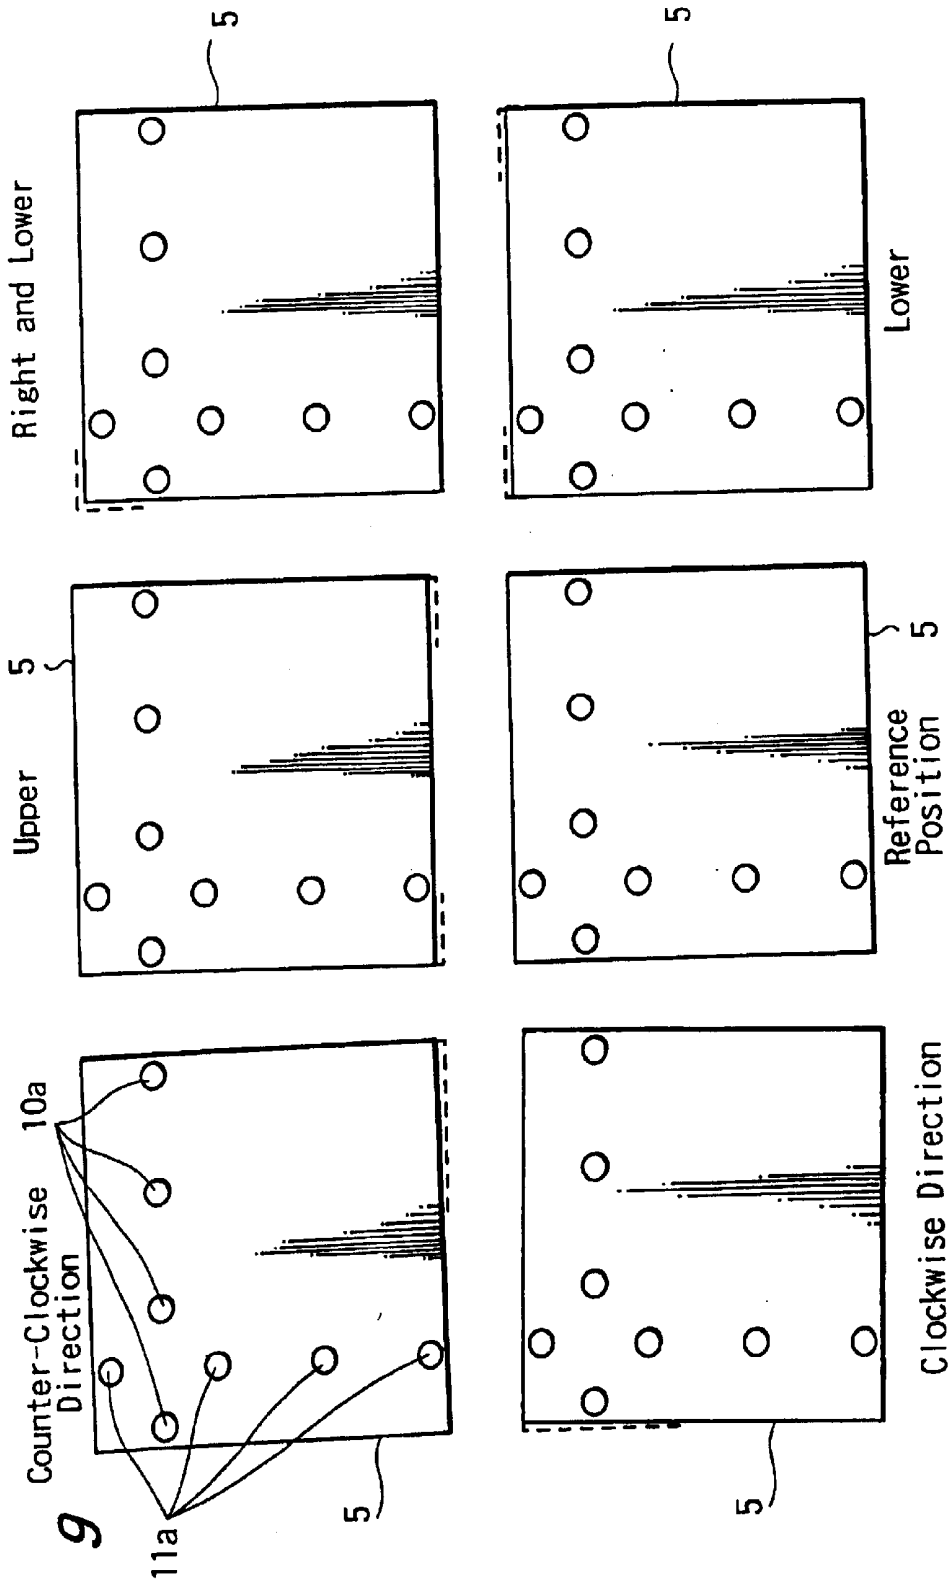 9
Counter-Clockwise
Direction
10a
11a
5
Upper
5
Right and Lower
5
5
Clockwise Direction
Reference
Position
5
Lower
5